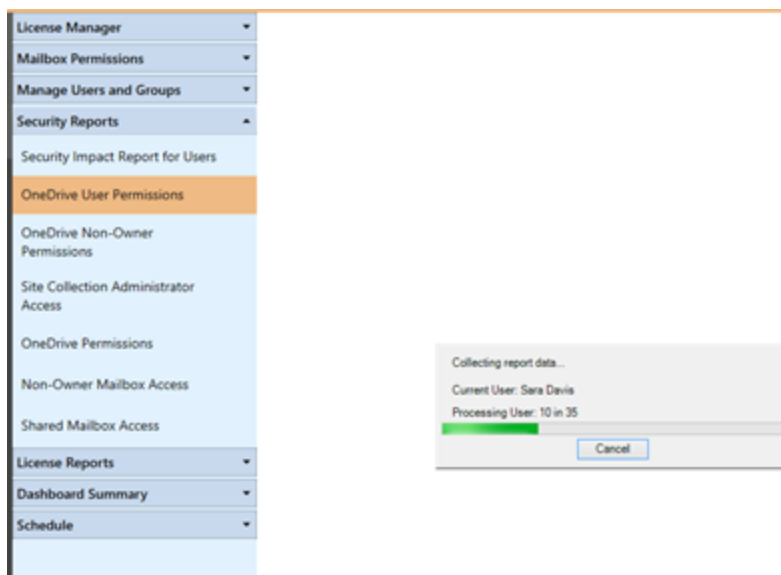 License Manager
Mailbox Permissions
Manage Users and Groups
Security Reports
Security Impact Report for Users
OneDrive User Permissions
OneDrive Non-Owner
Permissions
Site Collection Administrator
Access
OneDrive Permissions
Non-Owner Mailbox Access
Shared Mailbox Access
License Reports
Dashboard Summary
Schedule
Collecting report data...
Current User: Sara Davis
Processing User: 10 in 35
Cancel